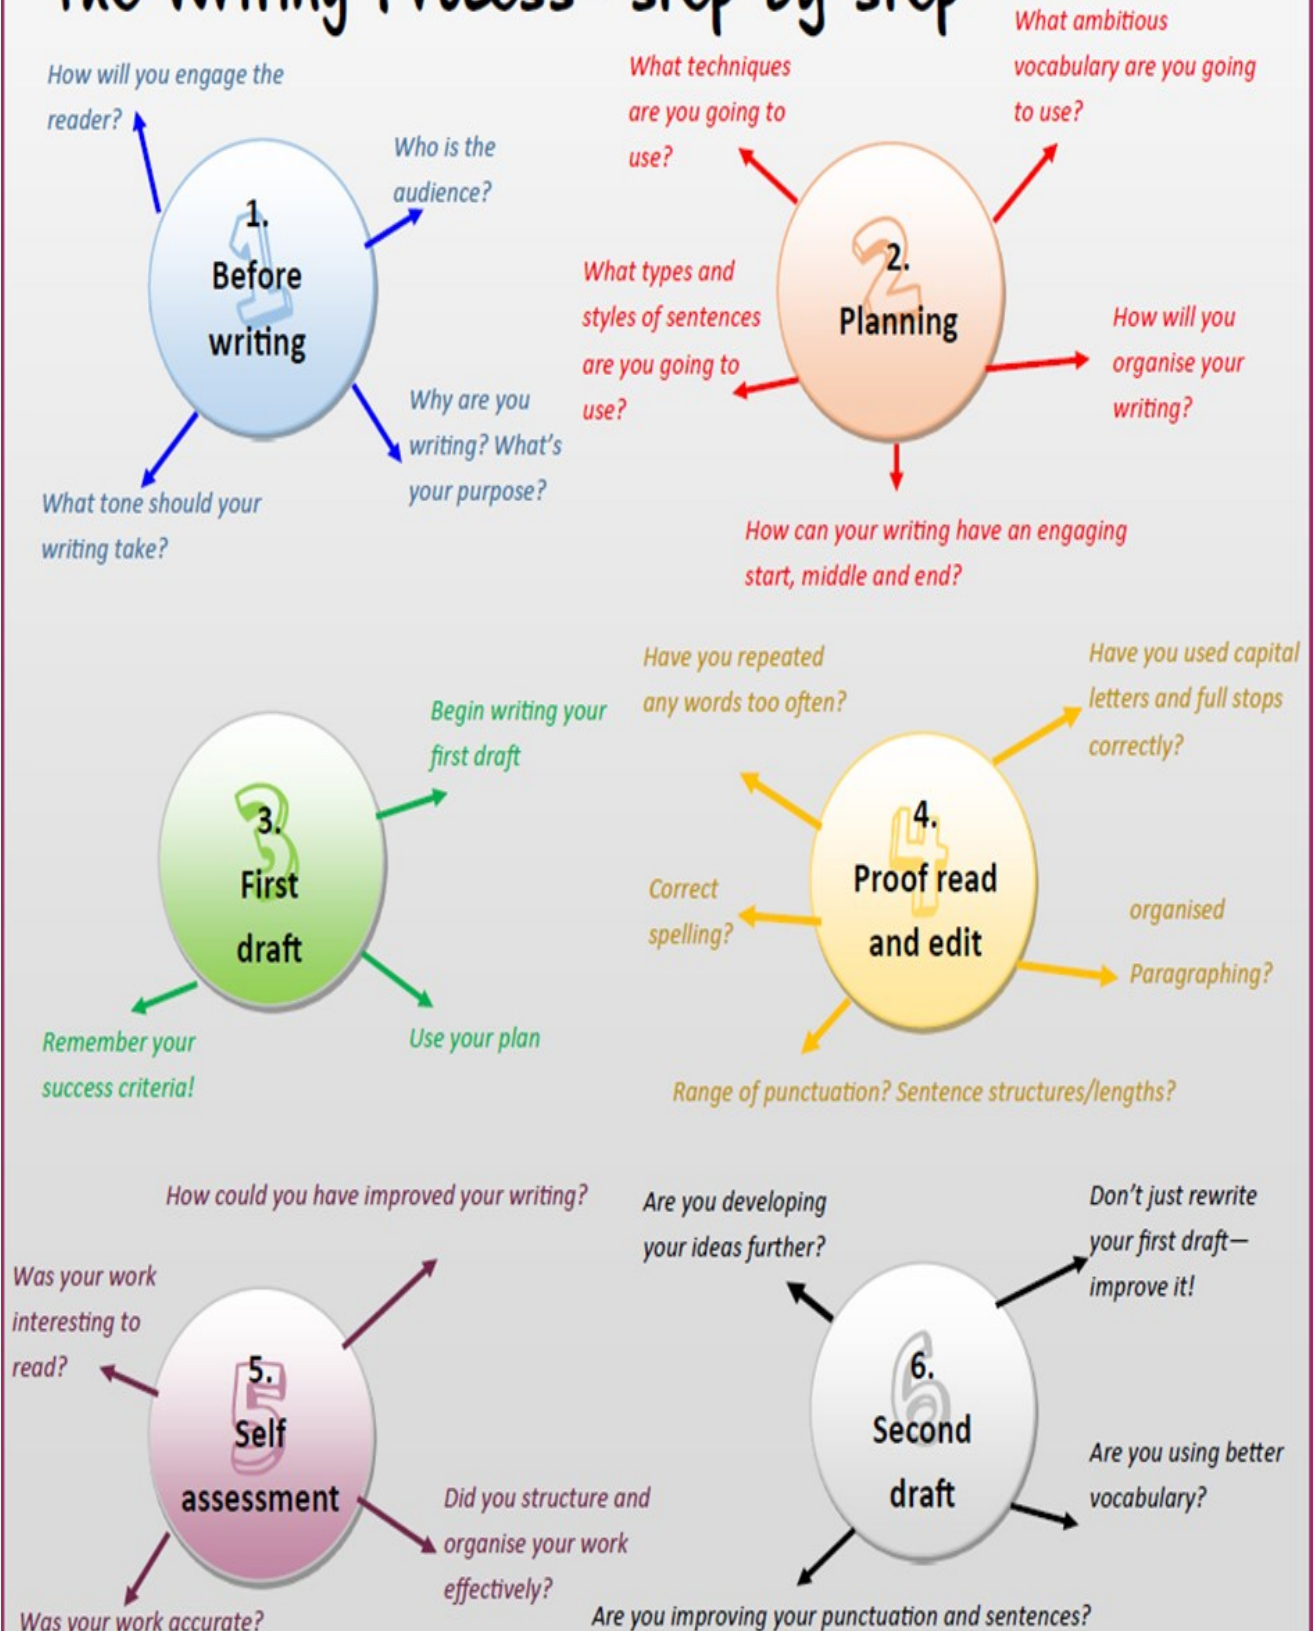 The Writing Process - step by step
How will you engage the
reader?
Who is the
audience?
1.
Before
writing
Why are you
writing? What's
your purpose?
What tone should your
writing take?
What techniques
are you going to
use?
What ambitious
vocabulary are you going
to use?
2.
Planning
What types and
styles of sentences
are you going to
use?
How will you
organise your
writing?
How can your writing have an engaging
start, middle and end?
Begin writing your
first draft
3.
First
draft
Remember your
success criteria!
Use your plan
Have you repeated
any words too often?
Have you used capital
letters and full stops
correctly?
4.
Proof read
and edit
Correct
spelling?
organised
Paragraphing?
Range of punctuation? Sentence structures/lengths?
How could you have improved your writing?
Was your work
interesting to
read?
5.
Self
assessment
Did you structure and
organise your work
effectively?
Was your work accurate?
Are you developing
your ideas further?
Don't just rewrite
your first draft—
improve it!
6.
Second
draft
Are you using better
vocabulary?
Are you improving your punctuation and sentences?